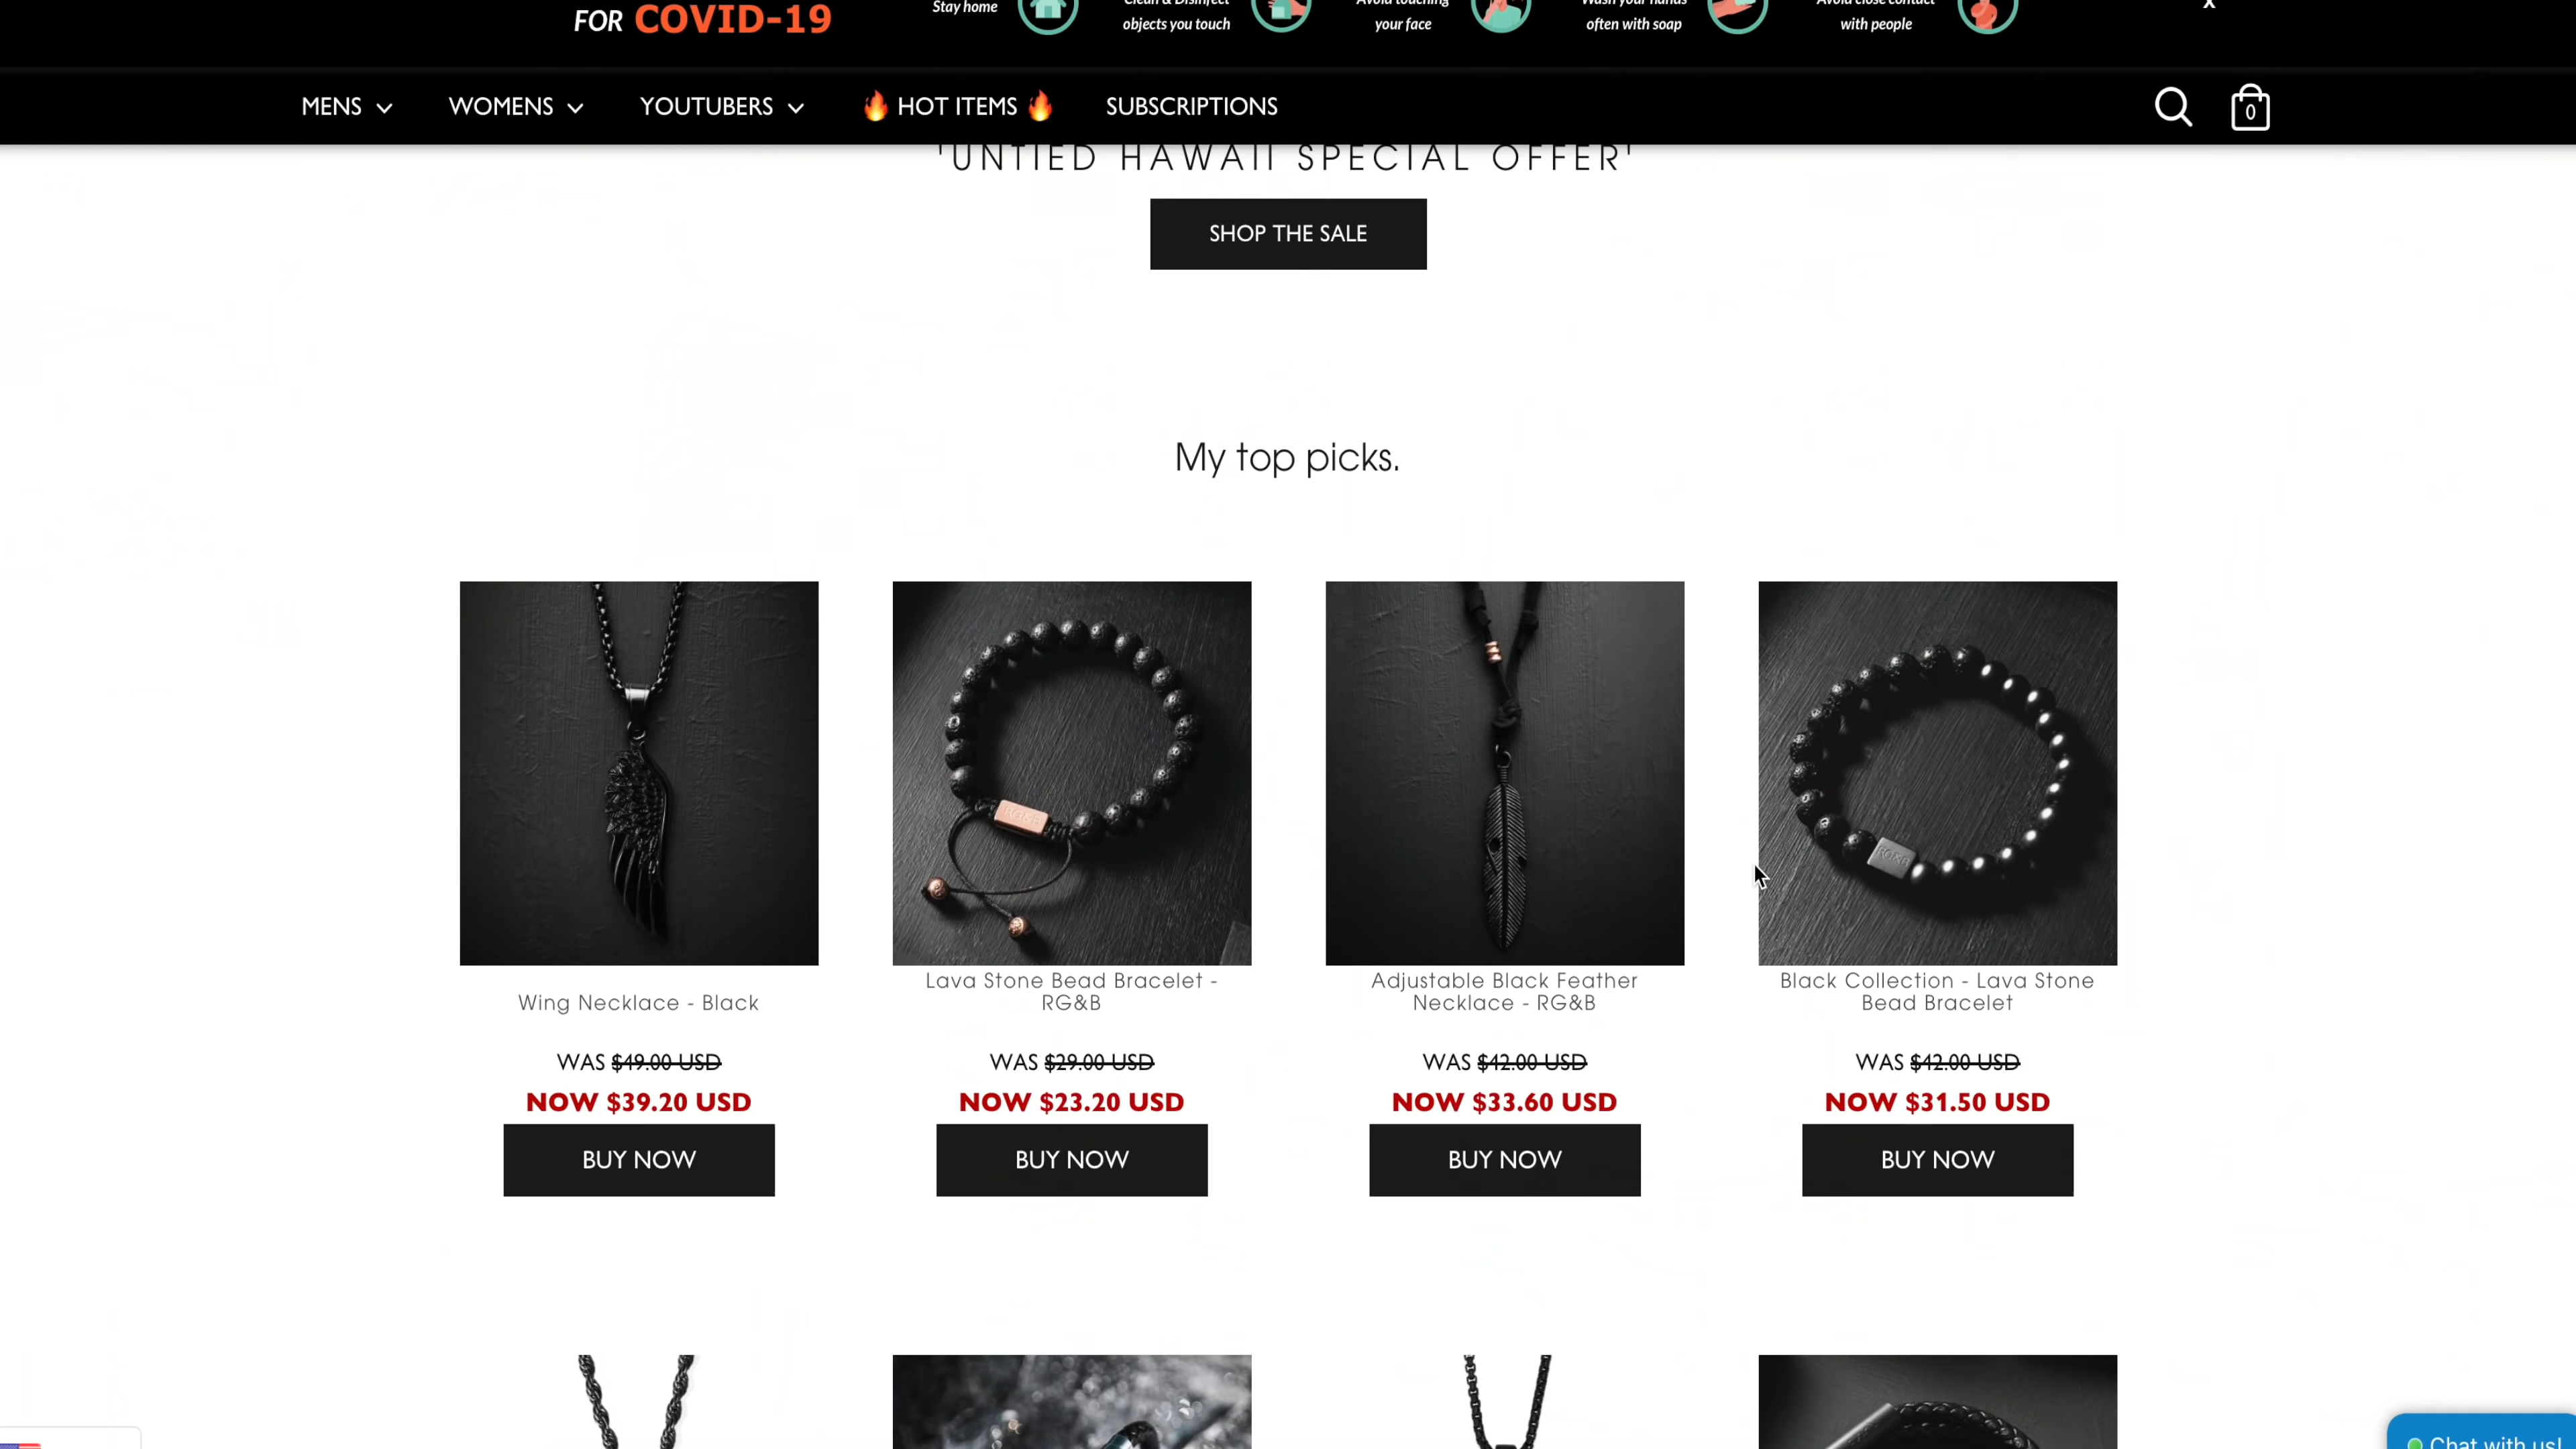 FOR COVID-19
Stay home
Clean & Disinfect
objects you touch
Avoid touching
your face
Wash your hands
often with soap
Avoid close contact
with people
X
MENS
WOMENS
YOUTUBERS
🔥 HOT ITEMS 🔥
SUBSCRIPTIONS
0
'UNTIED HAWAII SPECIAL OFFER'
SHOP THE SALE
My top picks.
RG&B
RG&B
Wing Necklace - Black
WAS $49.00 USD
NOW $39.20 USD
BUY NOW
Lava Stone Bead Bracelet -
RG&B
WAS $29.00 USD
NOW $23.20 USD
BUY NOW
Adjustable Black Feather
Necklace - RG&B
WAS $42.00 USD
NOW $33.60 USD
BUY NOW
Black Collection - Lava Stone
Bead Bracelet
WAS $42.00 USD
NOW $31.50 USD
BUY NOW
Chat with us!